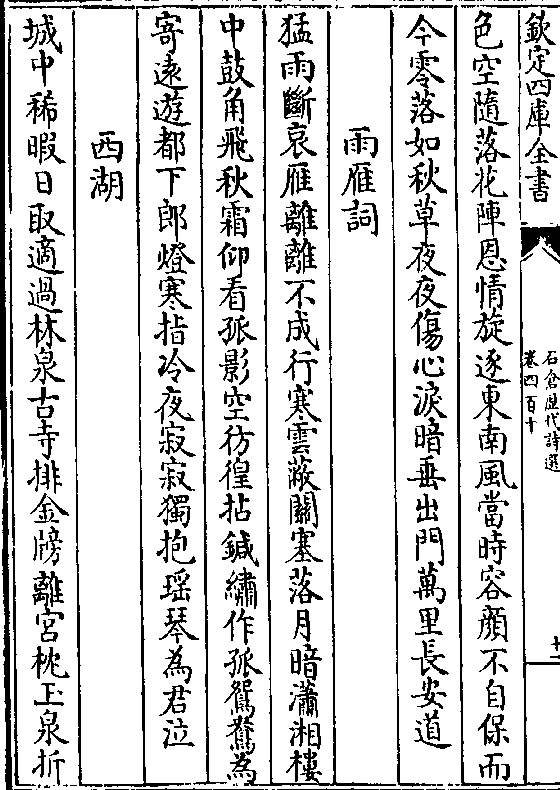 欽定四庫全書
石倉歷代詩選
卷四百十
十一
色空隨落花陣恩情旋逐東南風當時容顏不自保而
今零落如秋草夜夜傷心淚暗垂出門萬里長安道
雨雁詞
猛雨斷哀雁離離不成行寒雲蔽關塞落月暗瀟湘樓
中鼓角飛秋霜仰看孤影空彷徨拈鍼繡作孤鴛鴦為
寄遠遊都下郎燈寒指冷夜寂寂獨抱瑶琴為君泣
西湖
城中稀暇日取適過林泉古寺排金牓離宮枕玉泉折